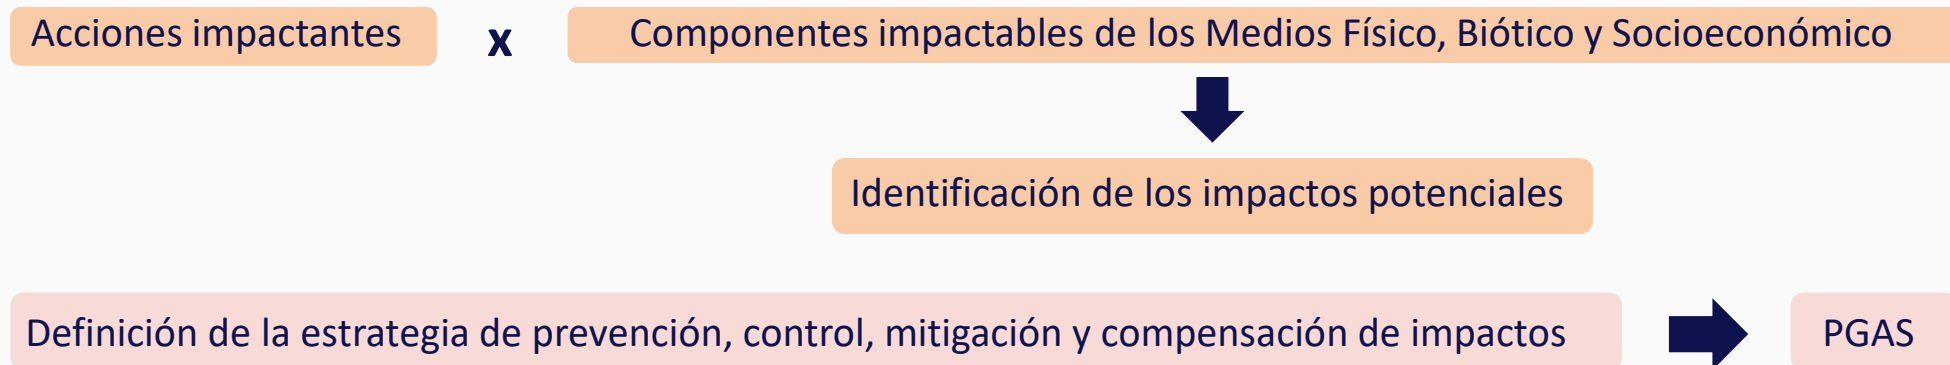 Acciones impactantes x Componentes impactables de los Medios Físico, Biótico y Socioeconómico
Identificación de los impactos potenciales
Definición de la estrategia de prevención, control, mitigación y compensación de impactos PGAS